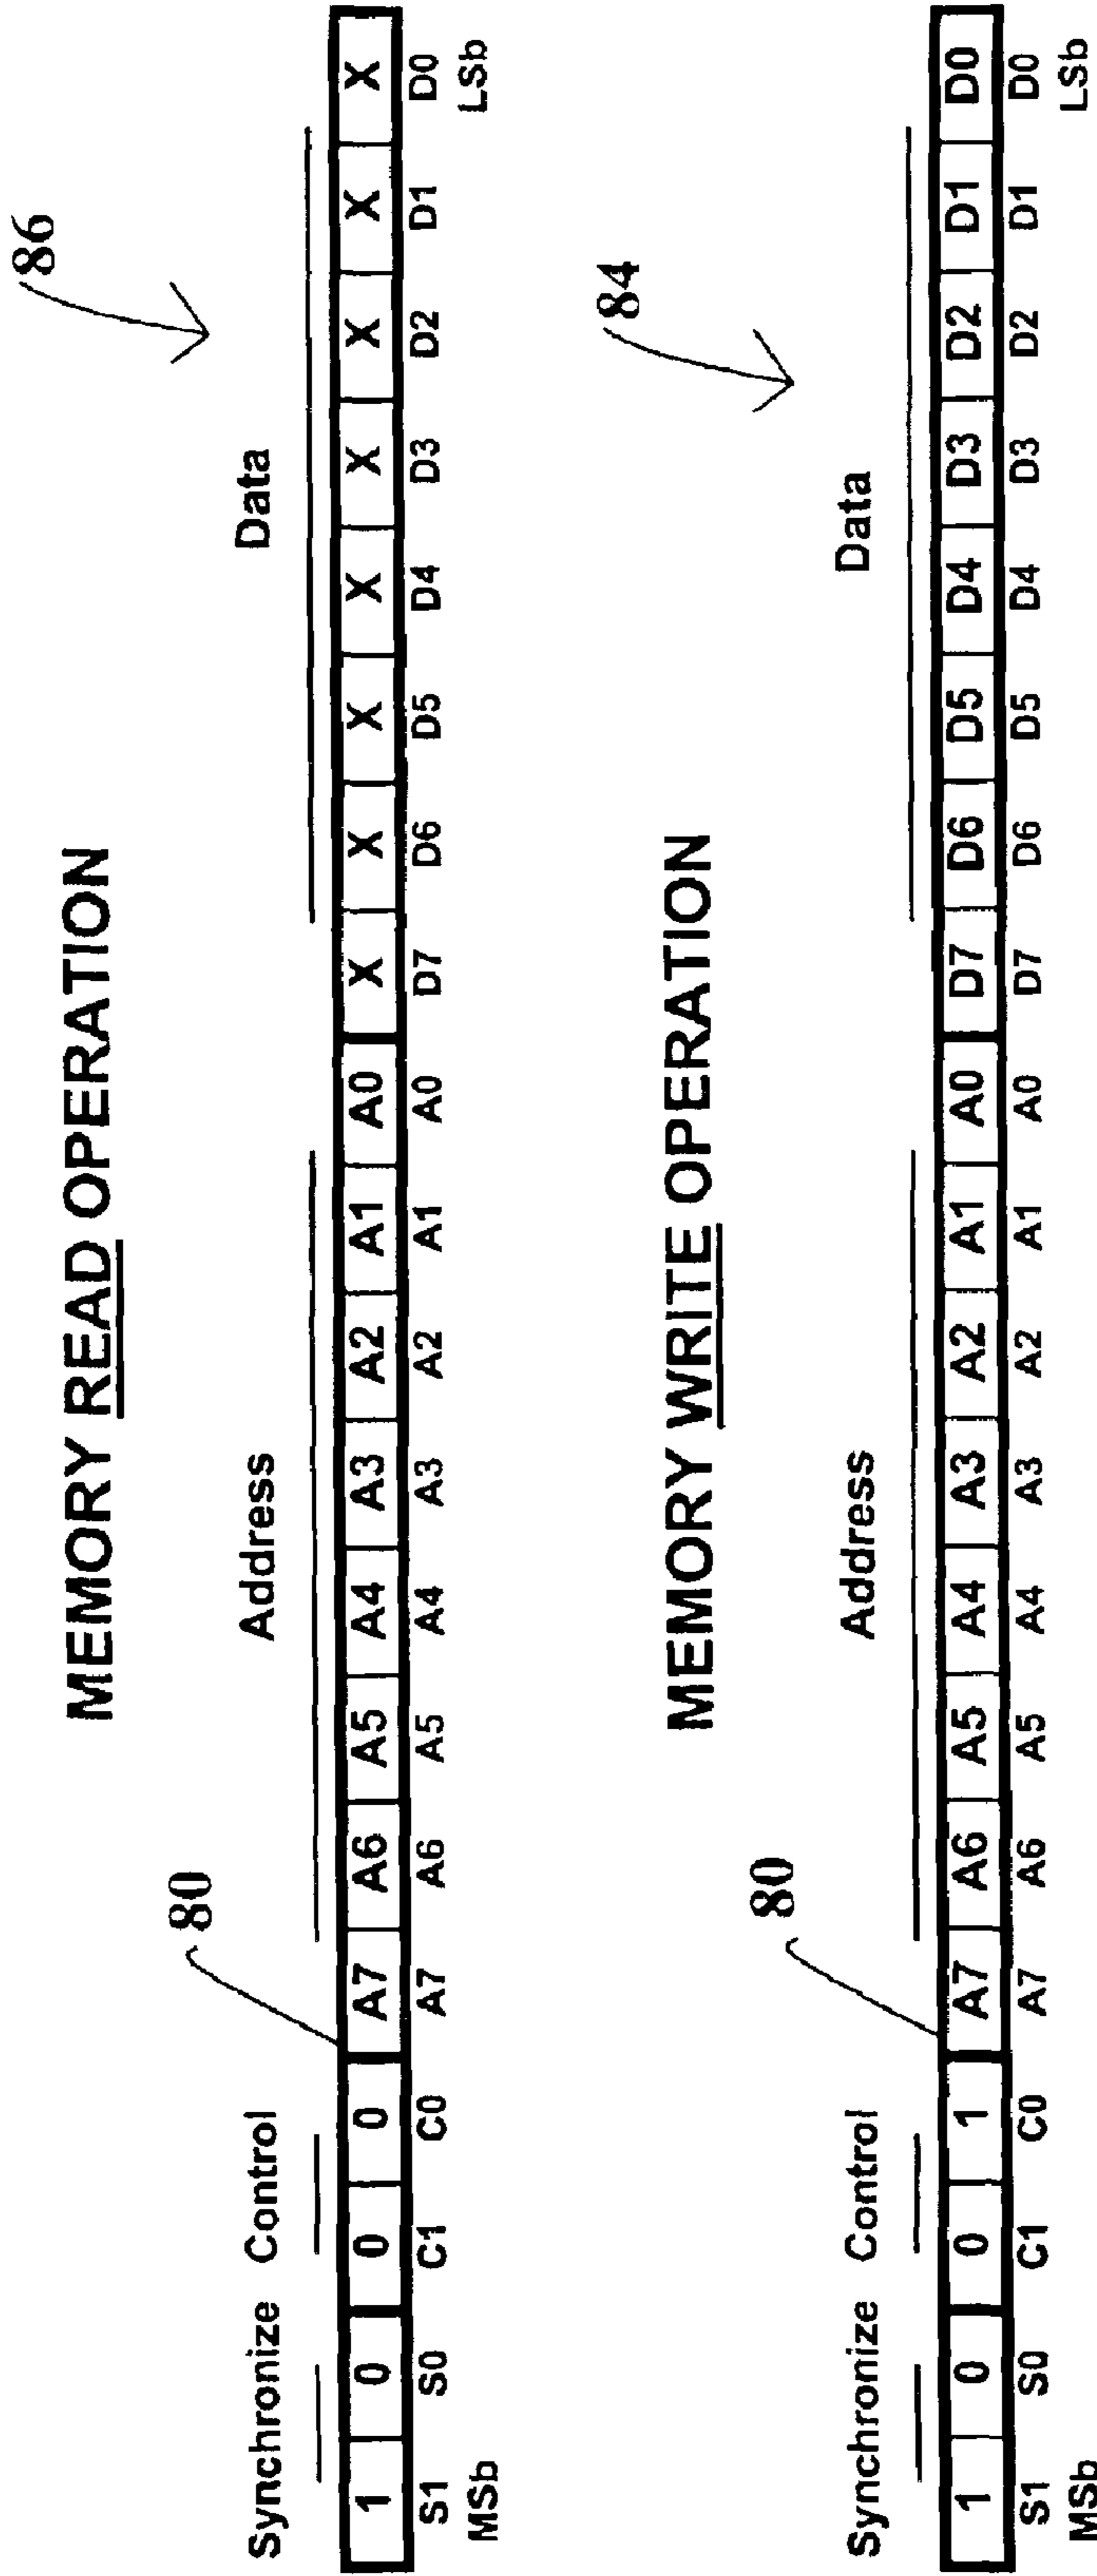 MEMORY READ OPERATION
86
80
Synchronize Control Address Data
1 0 0 0 A7 A6 A5 A4 A3 A2 A1 A0 X X X X X X X X
S1 S0 C1 C0 A7 A6 A5 A4 A3 A2 A1 A0 D7 D6 D5 D4 D3 D2 D1 D0
MSb LSb
MEMORY WRITE OPERATION
84
80
Synchronize Control Address Data
1 0 0 1 A7 A6 A5 A4 A3 A2 A1 A0 D7 D6 D5 D4 D3 D2 D1 D0
S1 S0 C1 C0 A7 A6 A5 A4 A3 A2 A1 A0 D7 D6 D5 D4 D3 D2 D1 D0
MSb LSb